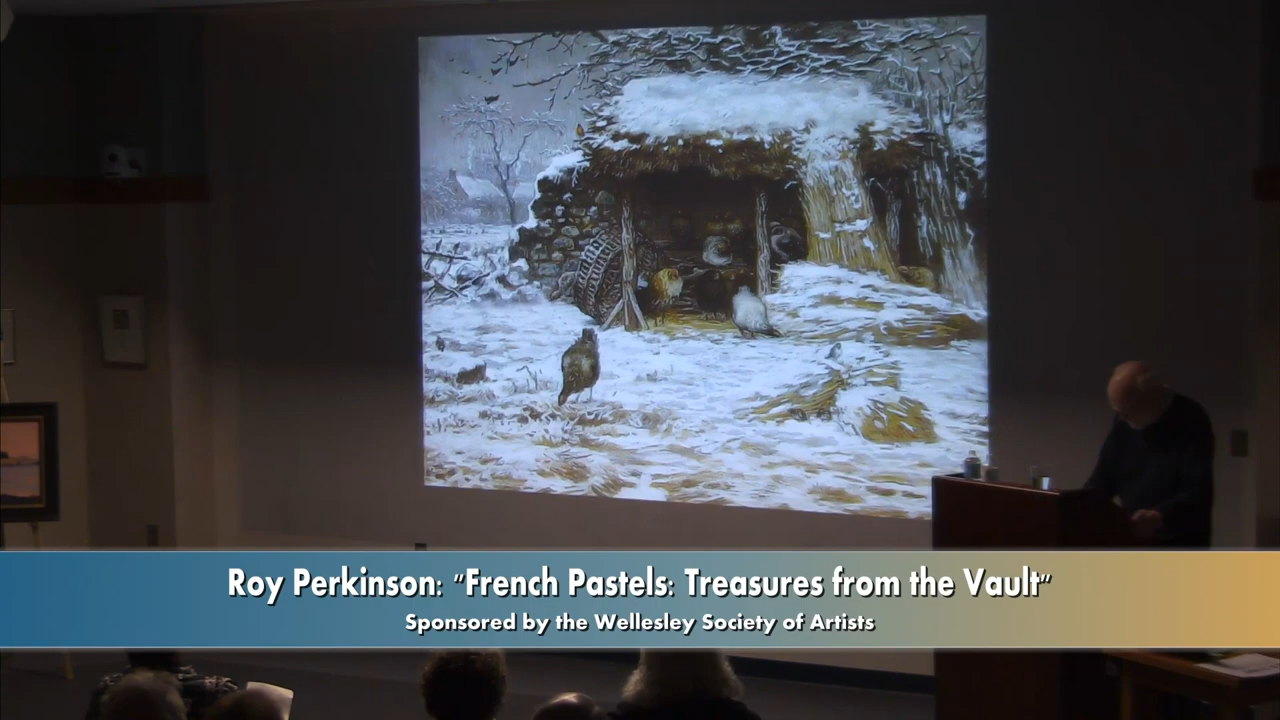 Roy Perkinson: "French Pastels: Treasures from the Vault"
Sponsored by the Wellesley Society of Artists